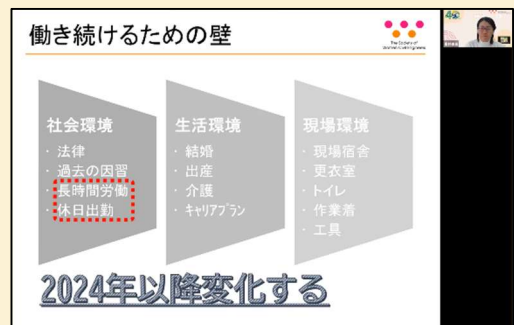 働き続けるための壁
社会環境
・ 法律
・ 過去の因習
・ 長時間労働
・ 休日出勤
生活環境
・ 結婚
・ 出産
・ 介護
・ キャリアプラン
現場環境
・ 現場宿舎
・ 更衣室
・ トイレ
・ 作業着
・ 工具
2024年以降変化する